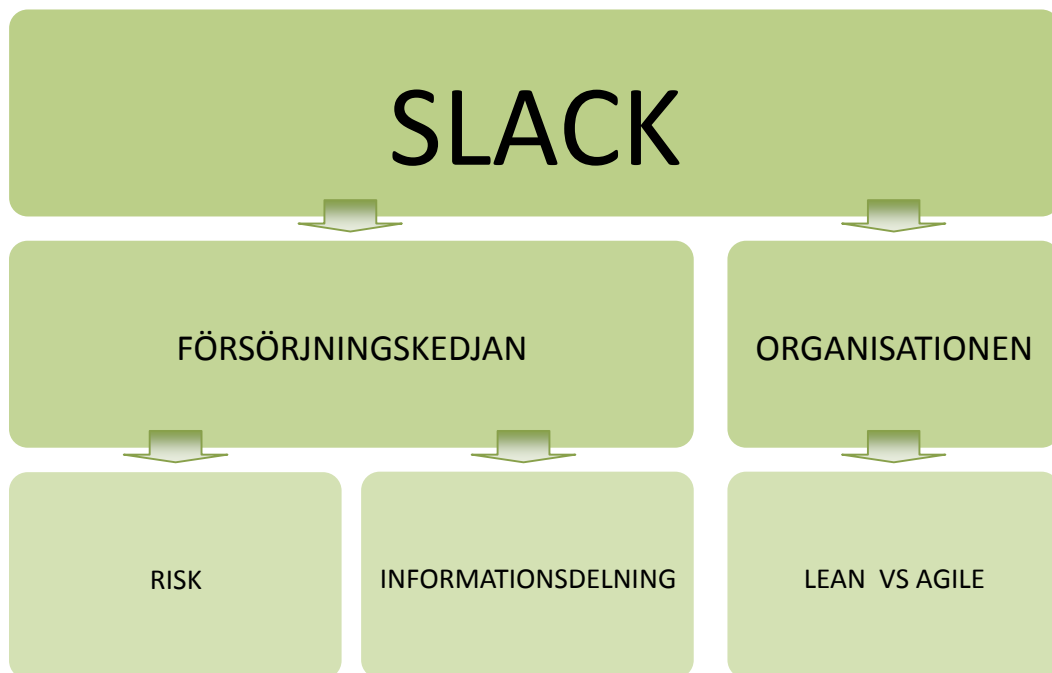 SLACK
FÖRSÖRJNINGSKEDJAN
ORGANISATIONEN
RISK
INFORMATIONSDELNING
LEAN  VS AGILE